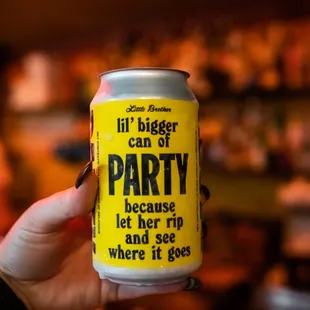 Little Brother
lil' bigger
can of
PARTY
because
let her rip
and see
where it goes